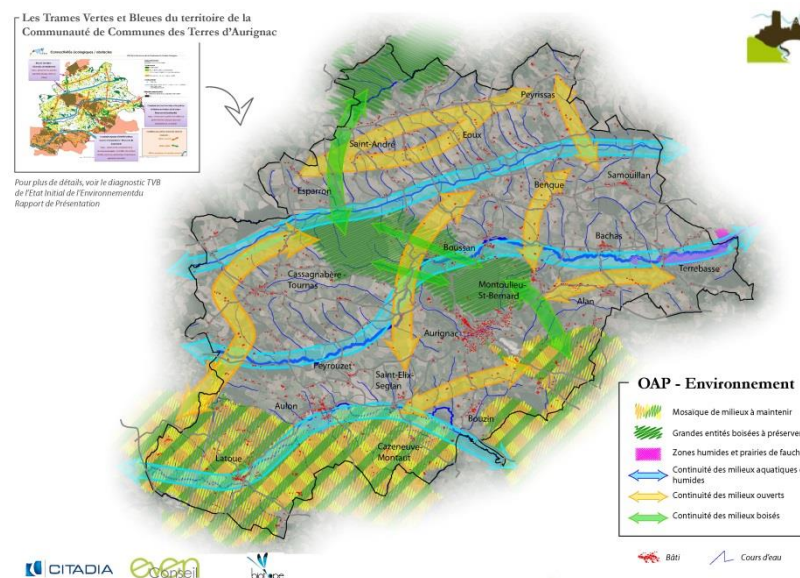 Les Trames Vertes et Bleues du territoire de la
Communauté de Communes des Terres d'Aurignac
Pour plus de détails, voir le diagnostic TVB
de l'Etat Initial de l'Environnementdu
Rapport de Présentation
Peyrissas
Saint-André
Eoux
Esparron
Benque
Samouillan
Boussan
Bachas
Cassagnabère-
Tournas
Terrebasse
Montoulieu-
St-Bernard
Alan
Aurignac
Peyrouzet
Saint-Elix-
Seglan
Aulon
Bouzin
Cazeneuve-
Montaut
Latoue
OAP - Environnement
Mosaïque de milieux à maintenir
Grandes entités boisées à préserver
Zones humides et prairies de fauch
Continuité des milieux aquatiques
humides
Continuité des milieux ouverts
Continuité des milieux boisés
Bâti
Cours d'eau
CITADIA
even
Conseil
biotope